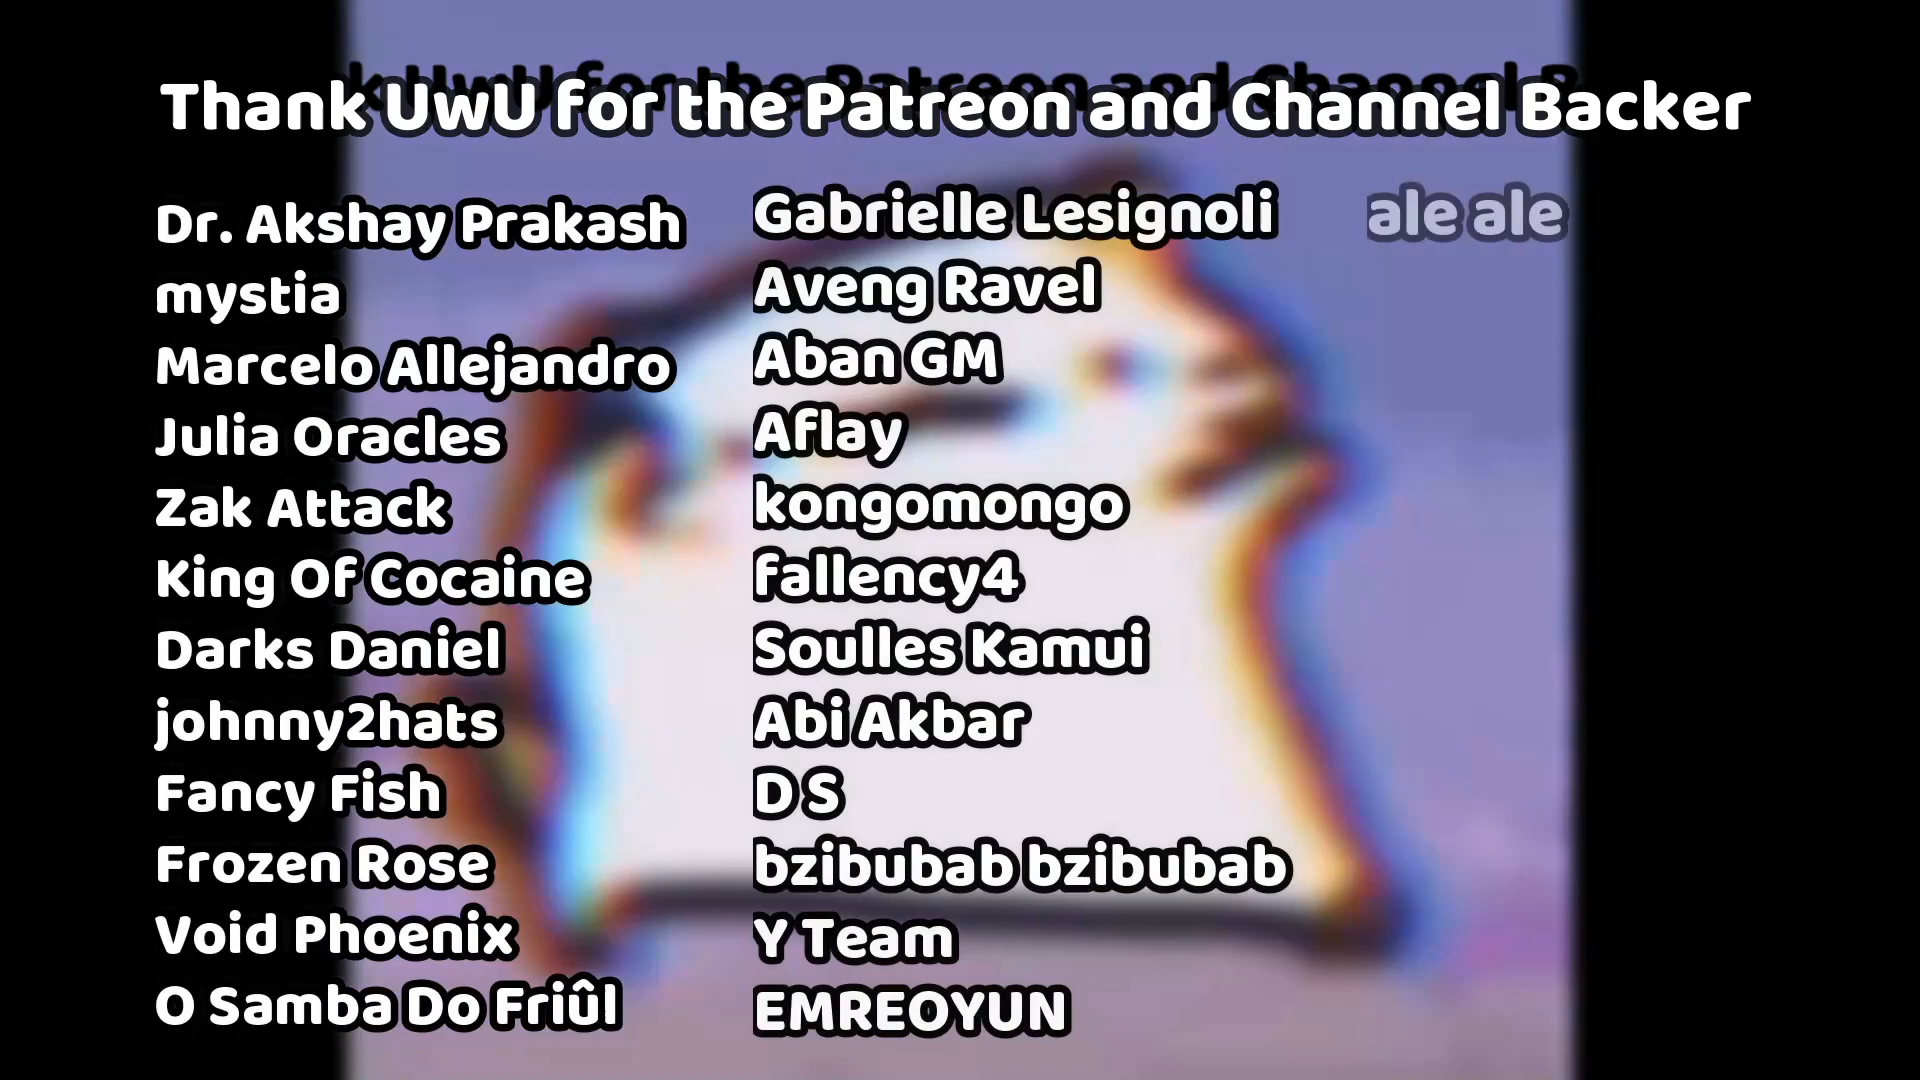 Thank UwU for the Patreon and Channel Backer
Dr. Akshay Prakash
mystia
Marcelo Allejandro
Julia Oracles
Zak Attack
King Of Cocaine
Darks Daniel
johnny2hats
Fancy Fish
Frozen Rose
Void Phoenix
O Samba Do Friûl
Gabrielle Lesignoli
Aveng Ravel
Aban GM
Aflay
kongomongo
fallency4
Soulles Kamui
Abi Akbar
D S
bzibubab bzibubab
Y Team
EMREOYUN
ale ale